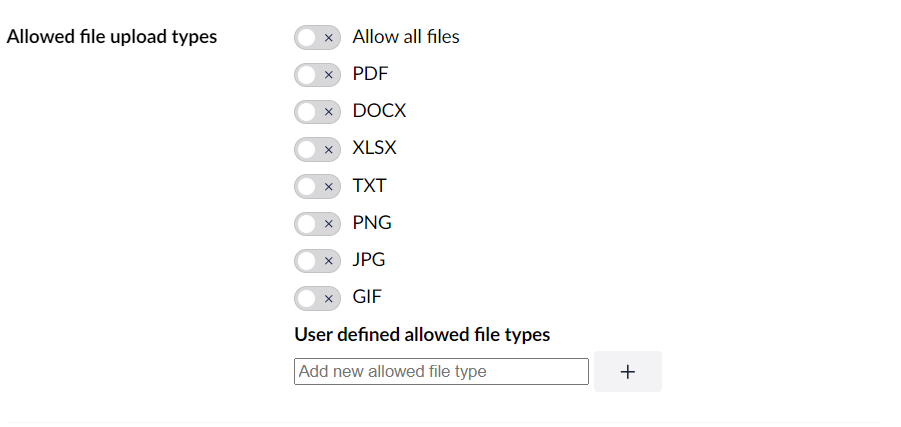 Allowed file upload types
Allow all files
PDF
DOCX
XLSX
TXT
PNG
JPG
GIF
User defined allowed file types
Add new allowed file type
+